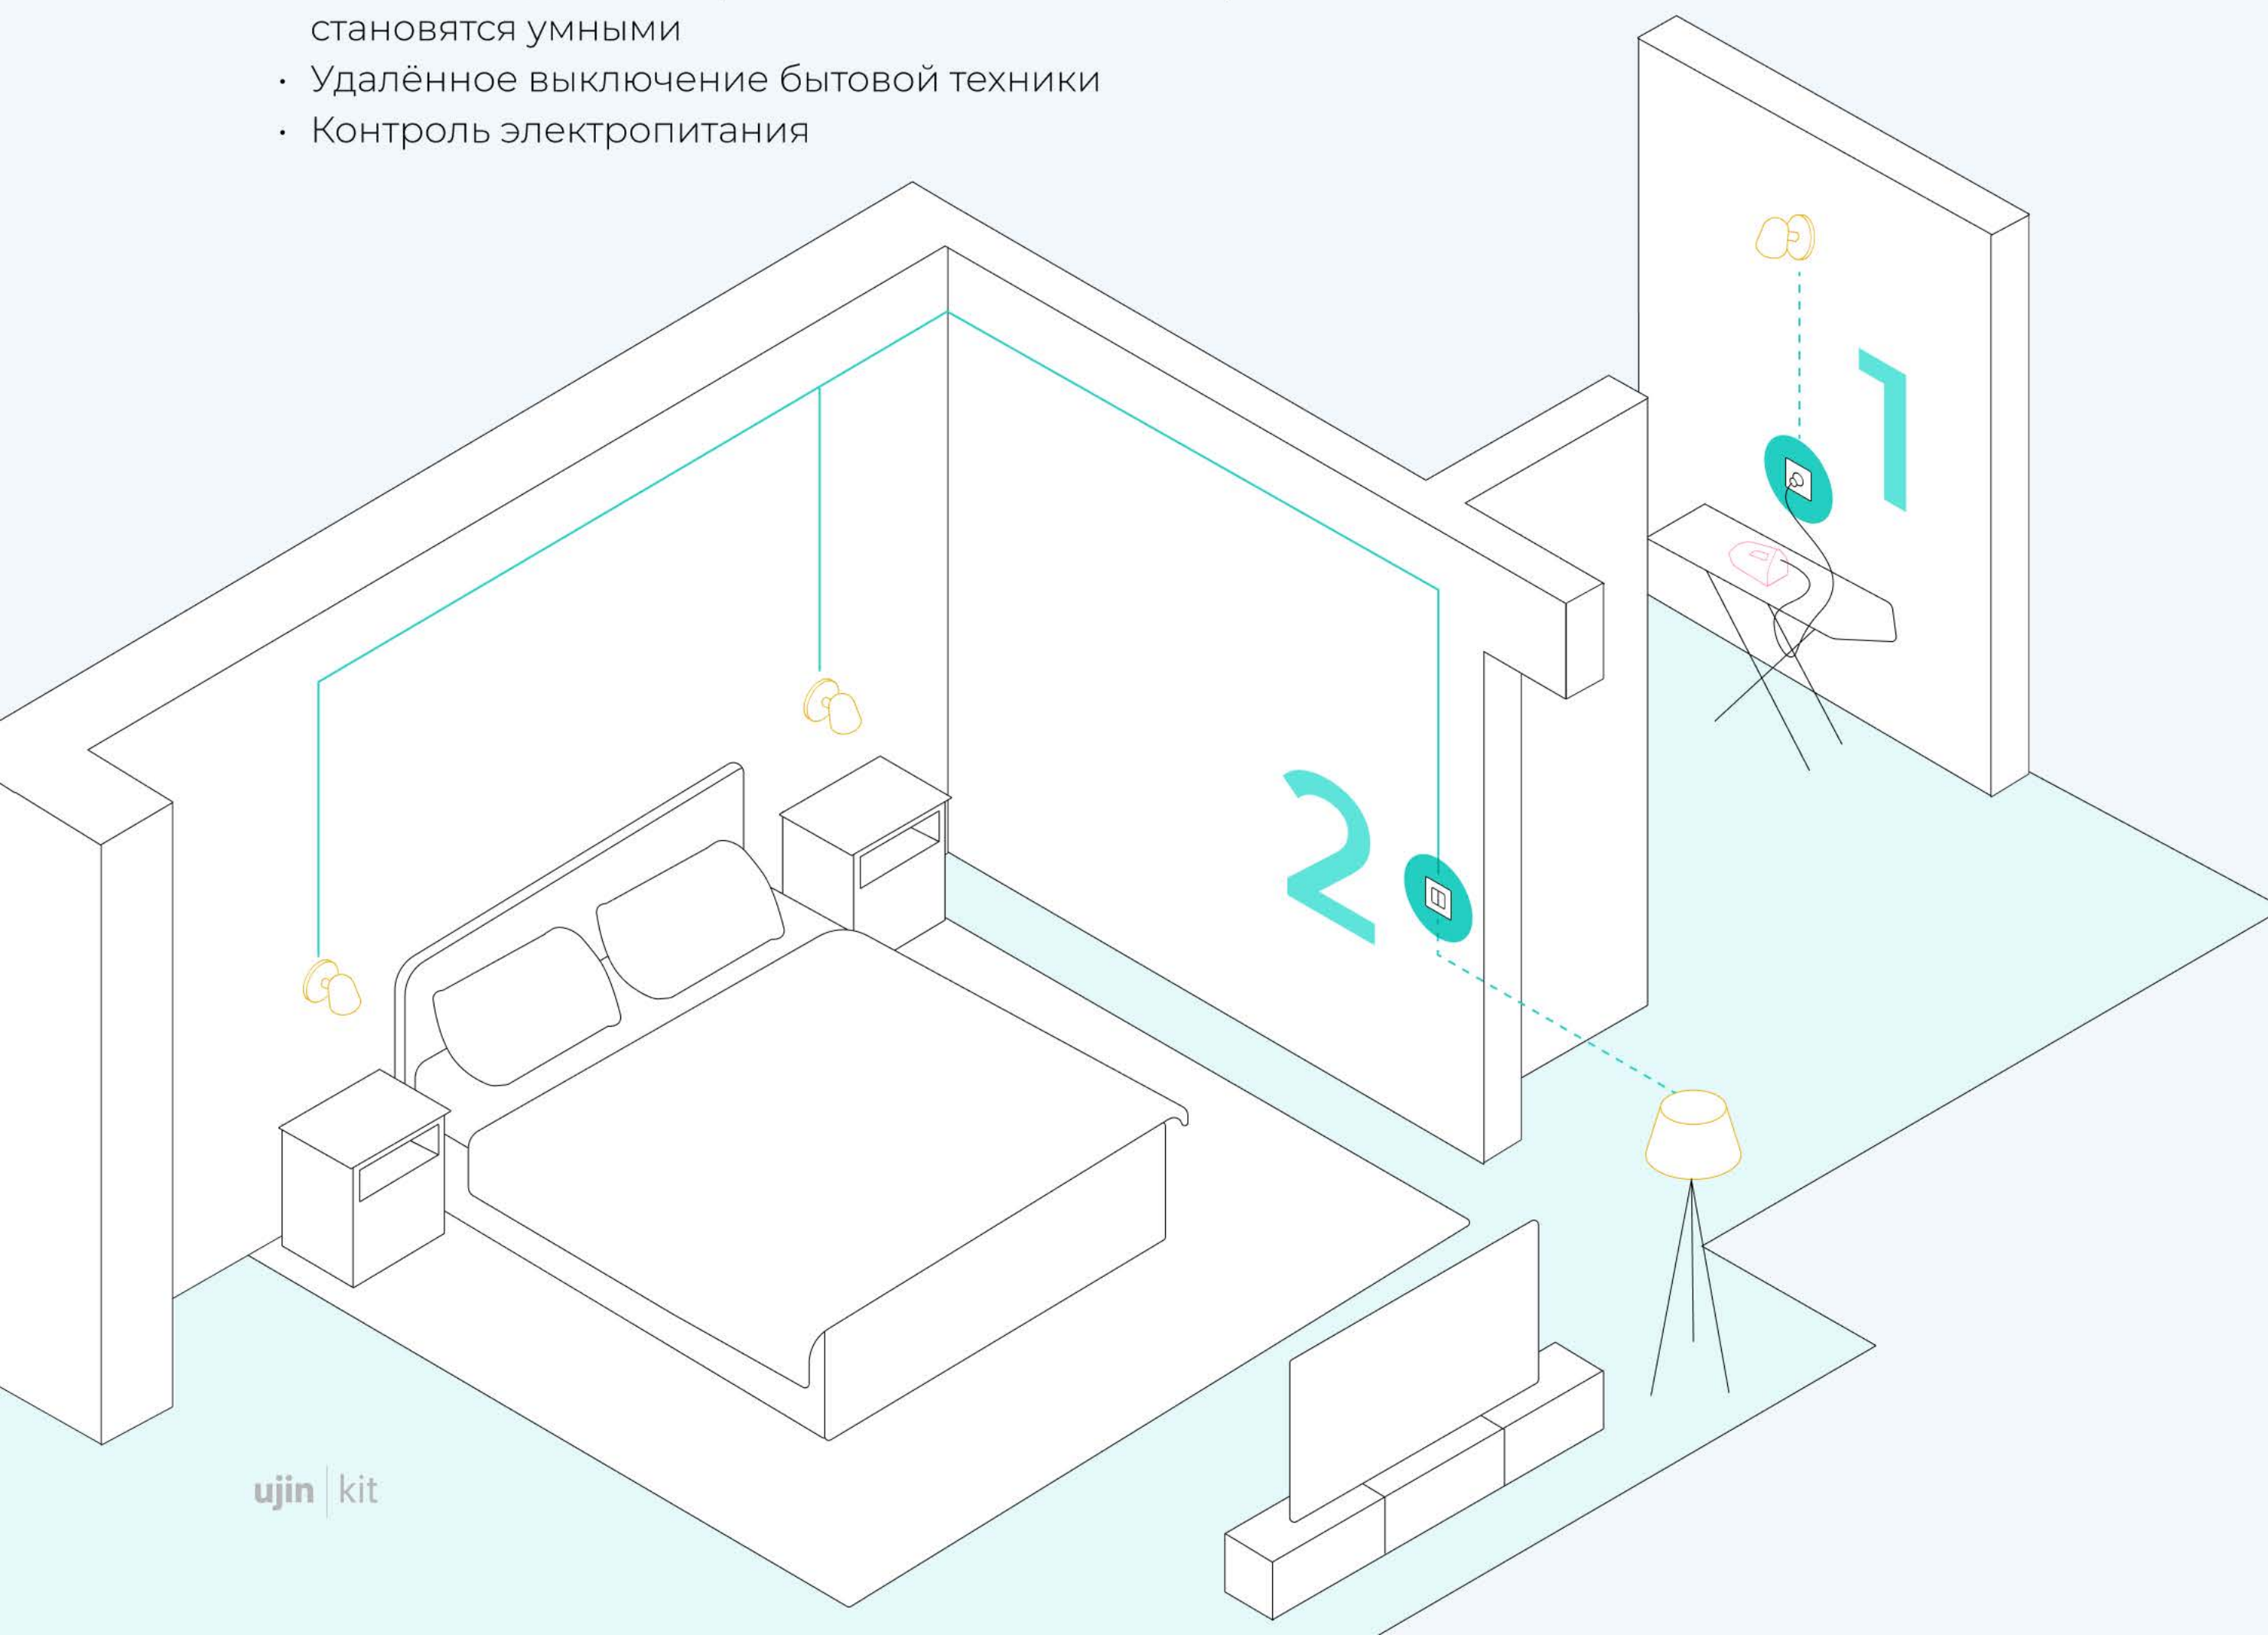 становятся умными
• Удалённое выключение бытовой техники
• Контроль электропитания
1
2
ujin | kit